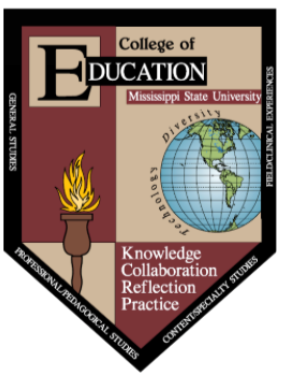 College of
EDUCATION
Mississippi State University
GENERAL STUDIES
FIELD/CLINICAL EXPERIENCES
Diversity
Technology
Knowledge
Collaboration
Reflection
Practice
PROFESSIONAL/PEDAGOGICAL STUDIES
CONTENT/SPECIALTY STUDIES